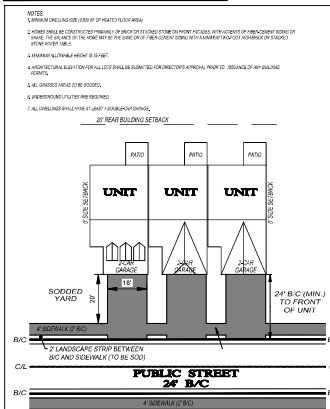 NOTES:
1. MINIMUM DWELLING SIZE (1,800 SF OF HEATED FLOOR AREA)
2. HOMES SHALL BE CONSTRUCTED PRIMARILY OF BRICK OR STACKED STONE ON FRONT FACADES, WITH ACCENTS OF FIBER-CEMENT SIDING OR
SHAKE. THE BALANCE OF THE HOME MAY BE THE SAME OR OF FIBER-CEMENT SIDING WITH A MINIMUM TWO-FOOT HIGH BRICK OR STACKED
STONE WATER TABLE.
3. MAXIMUM ALLOWABLE HEIGHT IS 35 FEET.
4. ARCHITECTURAL ELEVATION FOR ALL LOTS SHALL BE SUBMITTED FOR DIRECTOR'S APPROVAL PRIOR TO ISSUANCE OF ANY BUILDING
PERMITS.
5. ALL GRASSED AREAS TO BE SODDED.
6. UNDERGROUND UTILITIES ARE REQUIRED.
7. ALL DWELLINGS SHALL HAVE AT LEAST A DOUBLE-CAR GARAGE.
20' REAR BUILDING SETBACK
PATIO PATIO PATIO
UNIT UNIT UNIT
0' SIDE SETBACK
0' SIDE SETBACK
2-CAR GARAGE
2-CAR GARAGE
2-CAR GARAGE
16'
20'
SODDED
YARD
24' B/C (MIN.)
TO FRONT
OF UNIT
4' SIDEWALK (2' B/C)
B/C
2' LANDSCAPE STRIP BETWEEN
B/C AND SIDEWALK (TO BE SOD)
C/L
PUBLIC STREET
24' B/C
B/C
4' SIDEWALK (2' B/C)